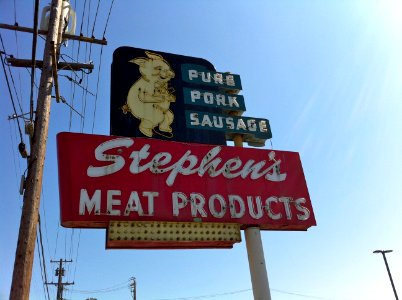 PURE
PORK
SAUSAGE
Stephen's
MEAT PRODUCTS